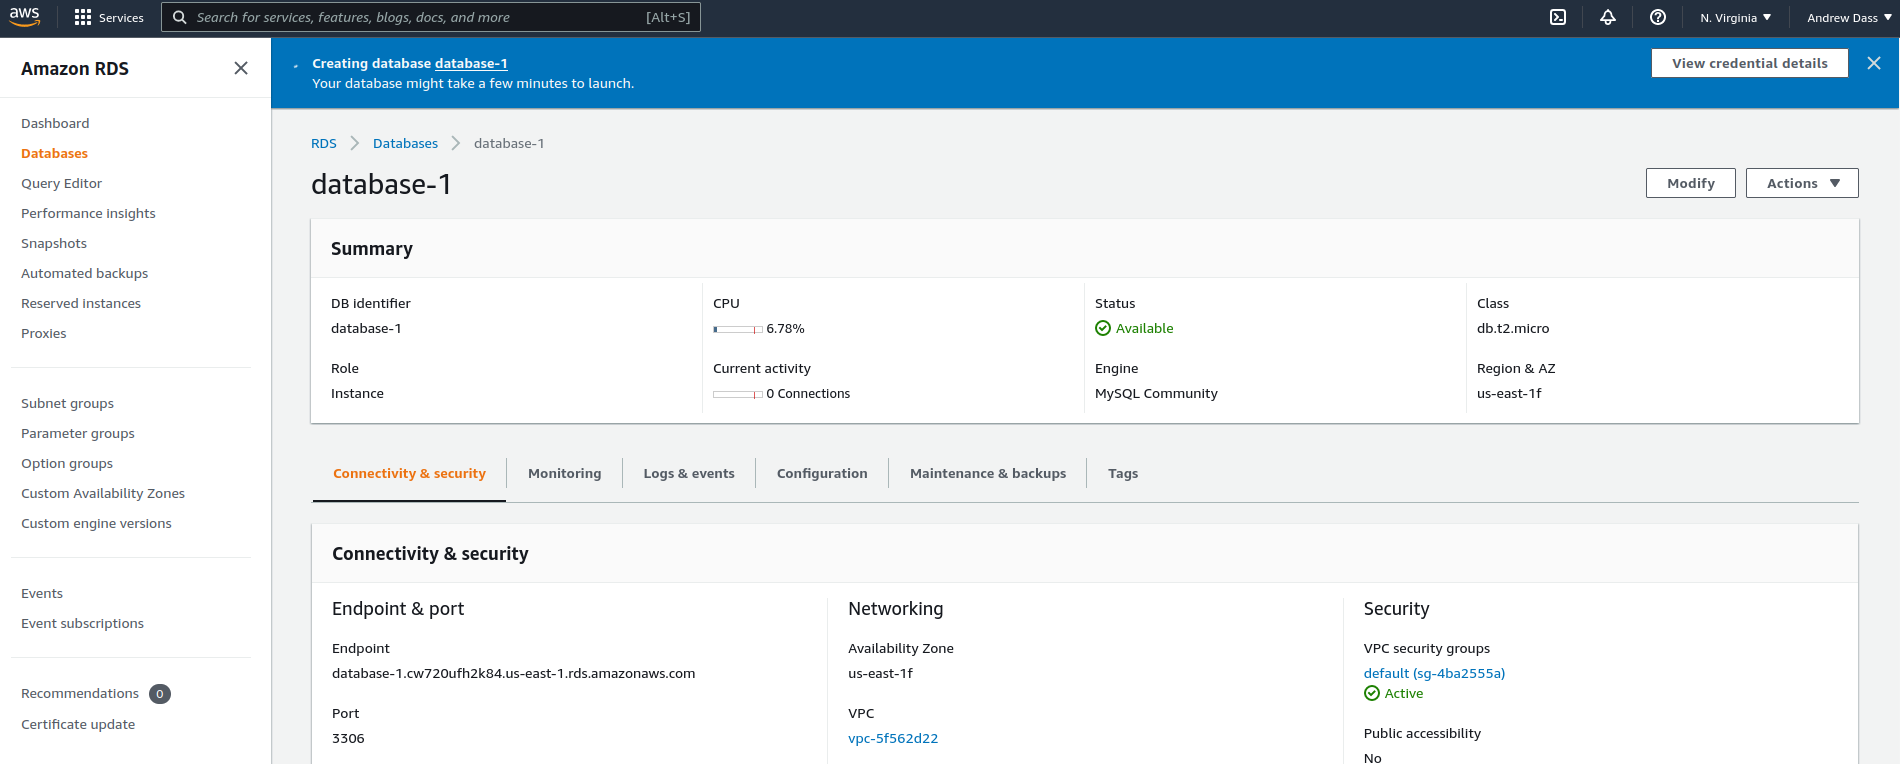 aws Services Search for services, features, blogs, docs, and more [Alt+S] N. Virginia Andrew Dass
Amazon RDS
Dashboard
Databases
Query Editor
Performance insights
Snapshots
Automated backups
Reserved instances
Proxies
Subnet groups
Parameter groups
Option groups
Custom Availability Zones
Custom engine versions
Events
Event subscriptions
Recommendations 0
Certificate update
Creating database database-1
Your database might take a few minutes to launch.
View credential details
RDS Databases database-1
database-1
Modify Actions
Summary
DB identifier
database-1
Role
Instance
CPU
6.78%
Current activity
0 Connections
Status
Available
Engine
MySQL Community
Class
db.t2.micro
Region & AZ
us-east-1f
Connectivity & security Monitoring Logs & events Configuration Maintenance & backups Tags
Connectivity & security
Endpoint & port
Endpoint
database-1.cw720ufh2k84.us-east-1.rds.amazonaws.com
Port
3306
Networking
Availability Zone
us-east-1f
VPC
vpc-5f562d22
Security
VPC security groups
default (sg-4ba2555a)
Active
Public accessibility
No